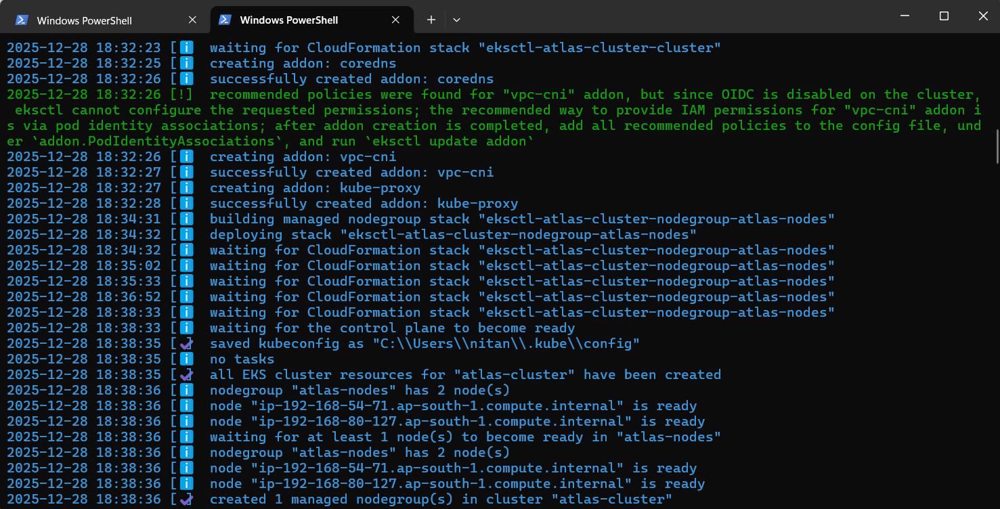 Windows PowerShell
Windows PowerShell
2025-12-28 18:32:23 [ℹ]  waiting for CloudFormation stack "eksctl-atlas-cluster-cluster"
2025-12-28 18:32:25 [ℹ]  creating addon: coredns
2025-12-28 18:32:26 [ℹ]  successfully created addon: coredns
2025-12-28 18:32:26 [!]  recommended policies were found for "vpc-cni" addon, but since OIDC is disabled on the cluster,
 eksctl cannot configure the requested permissions; the recommended way to provide IAM permissions for "vpc-cni" addon i
s via pod identity associations; after addon creation is completed, add all recommended policies to the config file, und
er `addon.PodIdentityAssociations`, and run `eksctl update addon`
2025-12-28 18:32:26 [ℹ]  creating addon: vpc-cni
2025-12-28 18:32:27 [ℹ]  successfully created addon: vpc-cni
2025-12-28 18:32:27 [ℹ]  creating addon: kube-proxy
2025-12-28 18:32:28 [ℹ]  successfully created addon: kube-proxy
2025-12-28 18:34:31 [ℹ]  building managed nodegroup stack "eksctl-atlas-cluster-nodegroup-atlas-nodes"
2025-12-28 18:34:32 [ℹ]  deploying stack "eksctl-atlas-cluster-nodegroup-atlas-nodes"
2025-12-28 18:34:32 [ℹ]  waiting for CloudFormation stack "eksctl-atlas-cluster-nodegroup-atlas-nodes"
2025-12-28 18:35:02 [ℹ]  waiting for CloudFormation stack "eksctl-atlas-cluster-nodegroup-atlas-nodes"
2025-12-28 18:35:33 [ℹ]  waiting for CloudFormation stack "eksctl-atlas-cluster-nodegroup-atlas-nodes"
2025-12-28 18:36:52 [ℹ]  waiting for CloudFormation stack "eksctl-atlas-cluster-nodegroup-atlas-nodes"
2025-12-28 18:38:33 [ℹ]  waiting for CloudFormation stack "eksctl-atlas-cluster-nodegroup-atlas-nodes"
2025-12-28 18:38:33 [ℹ]  waiting for the control plane to become ready
2025-12-28 18:38:35 [✔]  saved kubeconfig as "C:\\Users\\nitan\\.kube\\config"
2025-12-28 18:38:35 [ℹ]  no tasks
2025-12-28 18:38:35 [✔]  all EKS cluster resources for "atlas-cluster" have been created
2025-12-28 18:38:36 [ℹ]  nodegroup "atlas-nodes" has 2 node(s)
2025-12-28 18:38:36 [ℹ]  node "ip-192-168-54-71.ap-south-1.compute.internal" is ready
2025-12-28 18:38:36 [ℹ]  node "ip-192-168-80-127.ap-south-1.compute.internal" is ready
2025-12-28 18:38:36 [ℹ]  waiting for at least 1 node(s) to become ready in "atlas-nodes"
2025-12-28 18:38:36 [ℹ]  nodegroup "atlas-nodes" has 2 node(s)
2025-12-28 18:38:36 [ℹ]  node "ip-192-168-54-71.ap-south-1.compute.internal" is ready
2025-12-28 18:38:36 [ℹ]  node "ip-192-168-80-127.ap-south-1.compute.internal" is ready
2025-12-28 18:38:36 [✔]  created 1 managed nodegroup(s) in cluster "atlas-cluster"